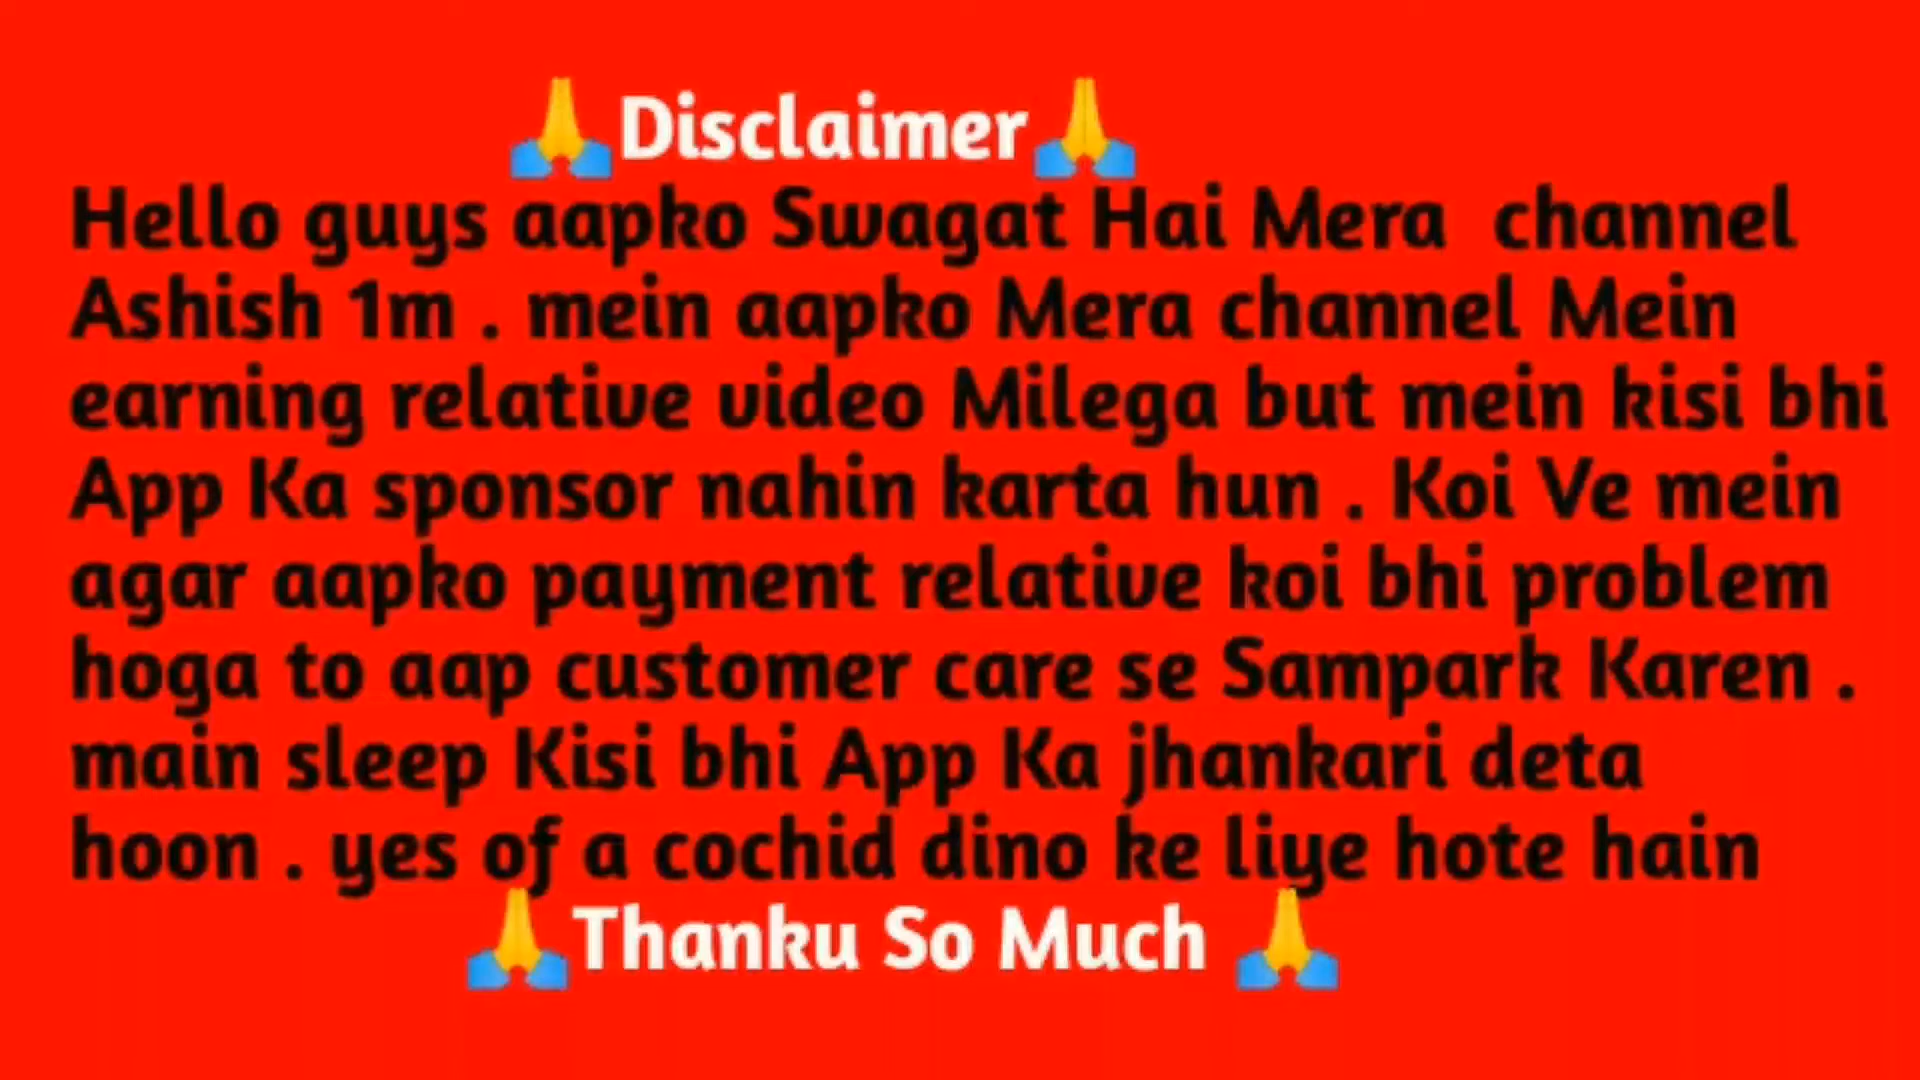 🙏Disclaimer🙏
Hello guys aapko Swagat Hai Mera channel
Ashish 1m . mein aapko Mera channel Mein
earning relative video Milega but mein kisi bhi
App Ka sponsor nahin karta hun . Koi Ve mein
agar aapko payment relative koi bhi problem
hoga to aap customer care se Sampark Karen .
main sleep Kisi bhi App Ka jhankari deta
hoon . yes of a cochid dino ke liye hote hain
🙏Thanku So Much 🙏